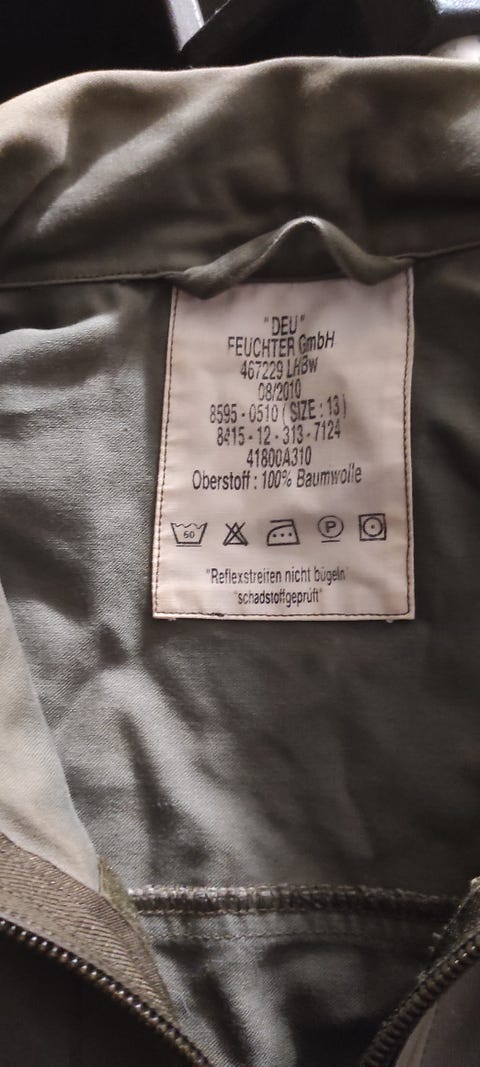 "DEU"
FEUCHTER GmbH
467229 LHBw
08/2010
8595-0510 (SIZE : 13)
8415-12-313-7124
41800A310
Oberstoff : 100% Baumwolle
60 P
"Reflexstreifen nicht bügeln"
"schadstoffgeprüft"